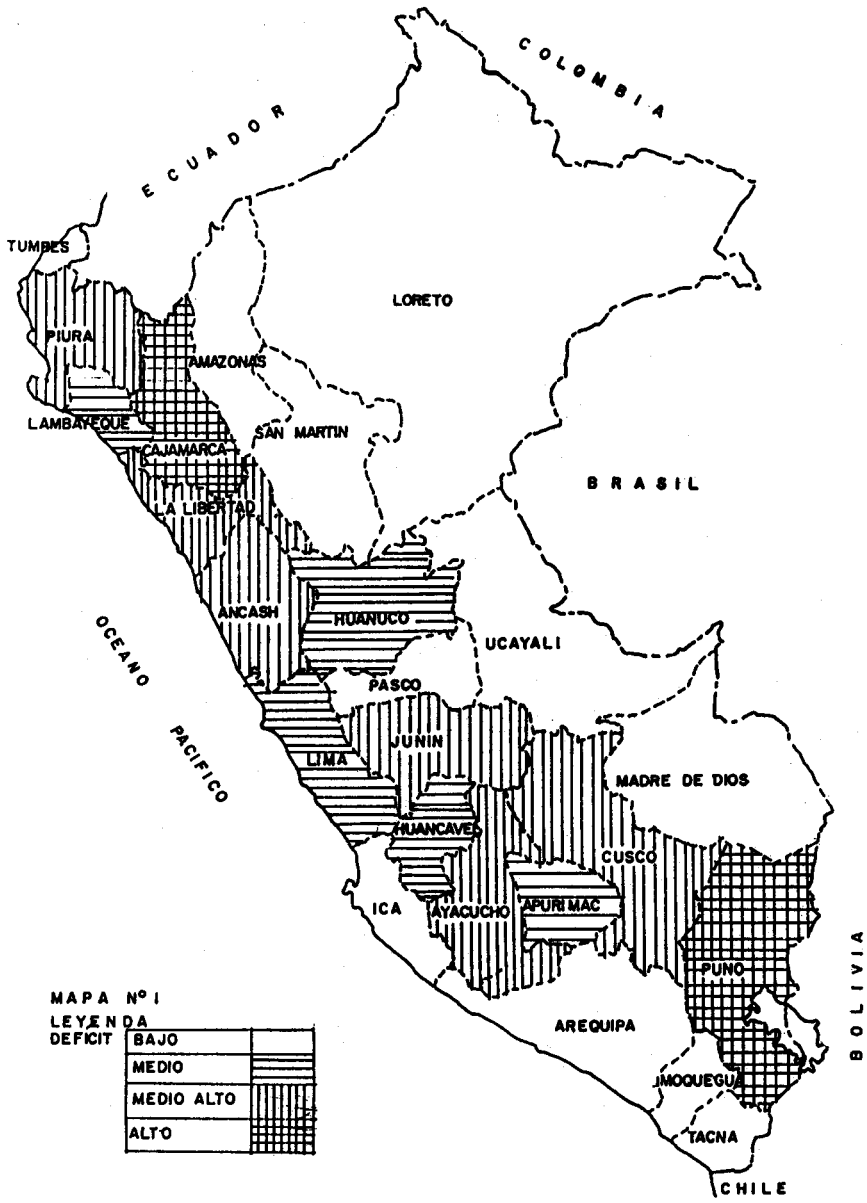 COLOMBIA
ECUADOR
TUMBES
LORETO
PIURA
AMAZONAS
LAMBAYEQUE
SAN MARTIN
CAJAMARCA
BRASIL
LA LIBERTAD
ANCASH
HUANUCO
UCAYALI
OCEANO
PACIFICO
PASCO
JUNIN
LIMA
MADRE DE DIOS
HUANCAVE
CUSCO
ICA
AYACUCHO
APURIMAC
PUNO
BOLIVIA
AREQUIPA
MOQUEGUA
TACNA
CHILE
MAPA Nº 1
LEYENDA
DEFICIT
BAJO
MEDIO
MEDIO ALTO
ALTO